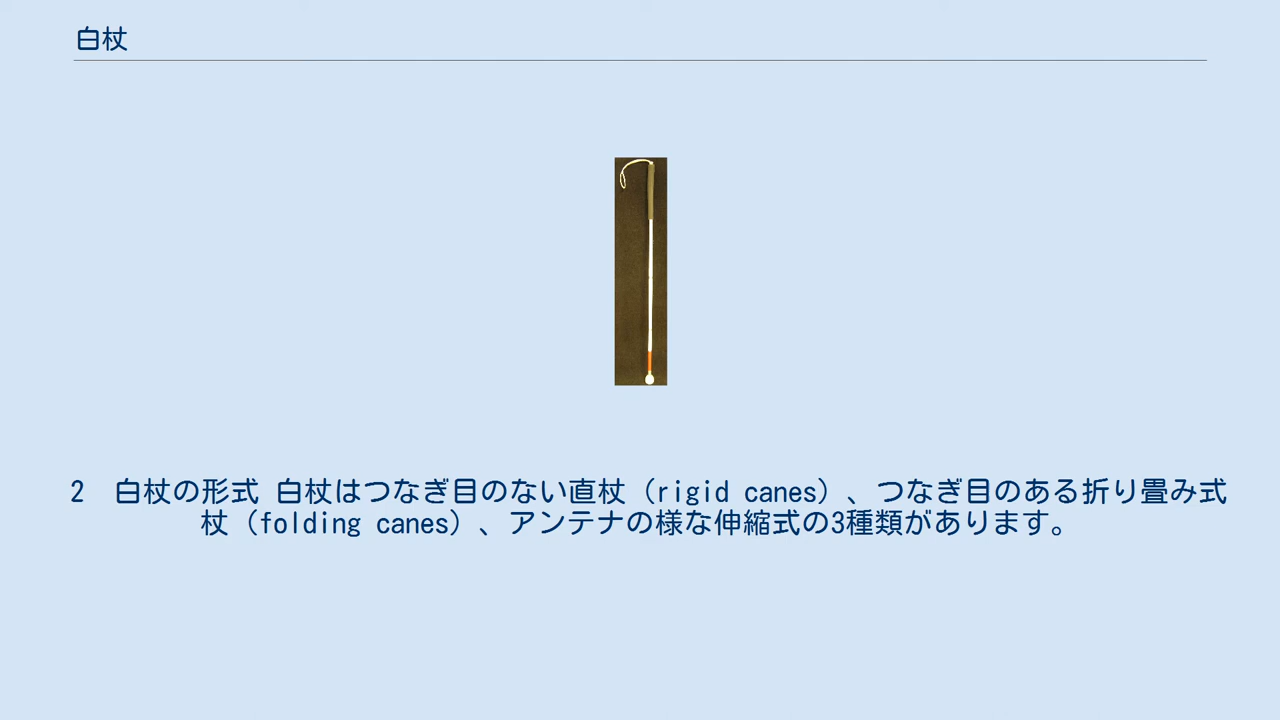 白杖
2　白杖の形式 白杖はつなぎ目のない直杖（rigid canes）、つなぎ目のある折り畳み式
杖（folding canes）、アンテナの様な伸縮式の3種類があります。